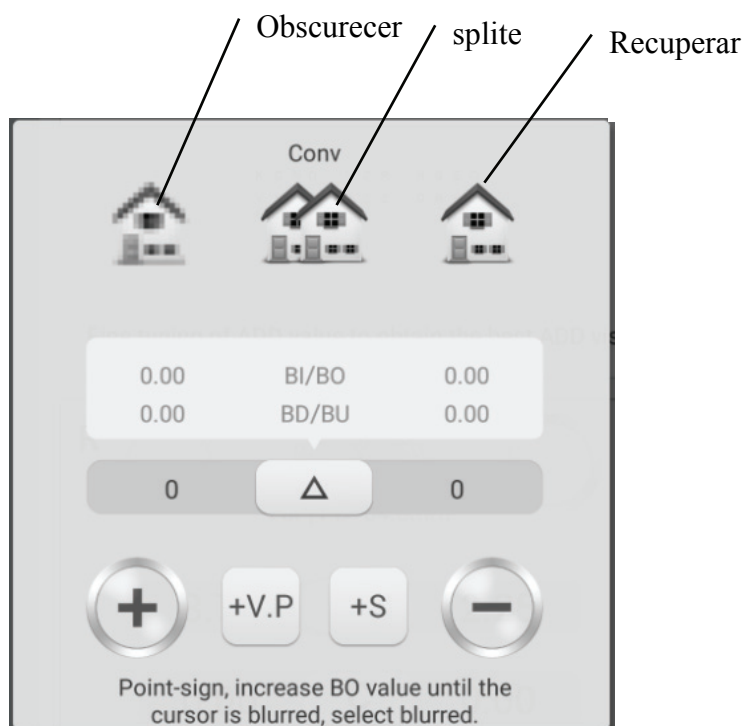 Obscurecer
splite
Recuperar
Conv
0.00 BI/BO 0.00
0.00 BD/BU 0.00
0 Δ 0
+ +V.P +S −
Point-sign, increase BO value until the
cursor is blurred, select blurred.